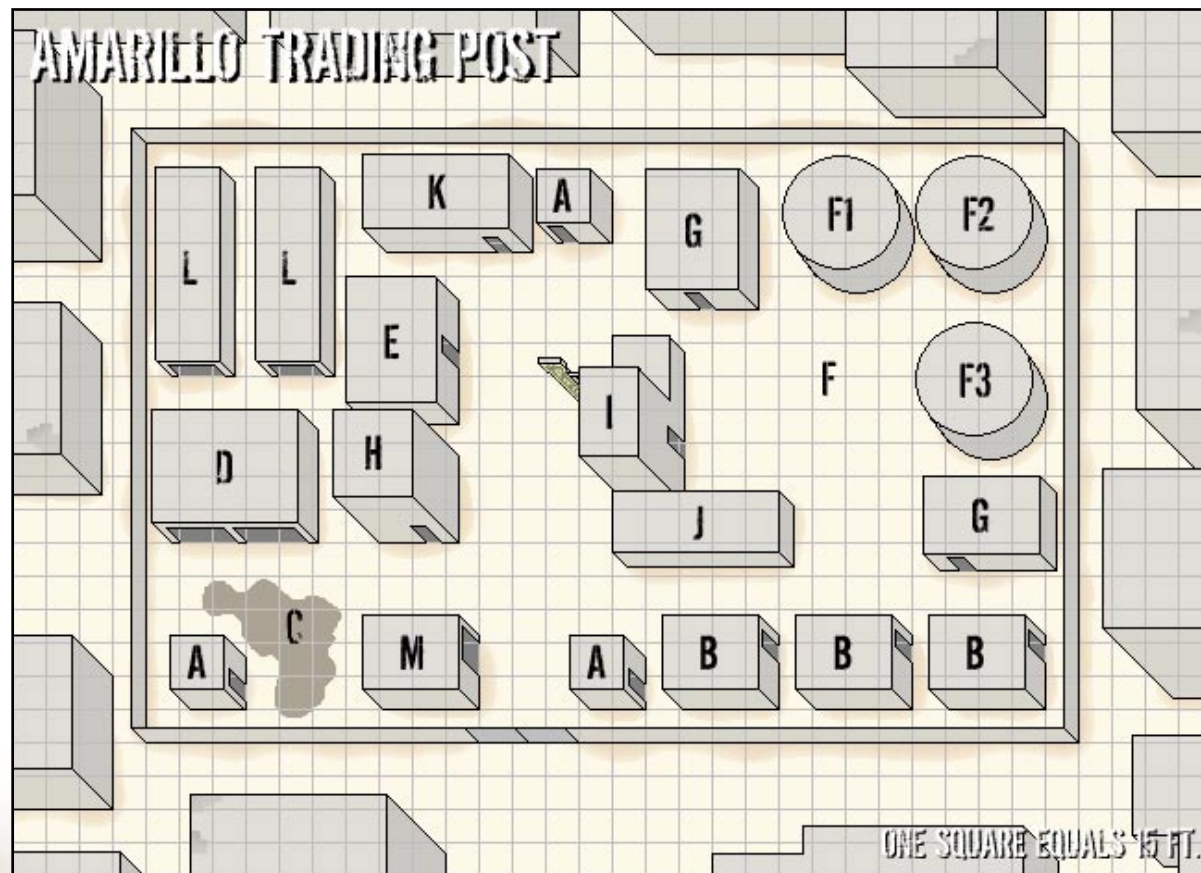 AMARILLO TRADING POST
K
A
G
F1
F2
L
L
E
F
F3
I
H
D
J
G
C
A
M
A
B
B
B
ONE SQUARE EQUALS 15 FT.